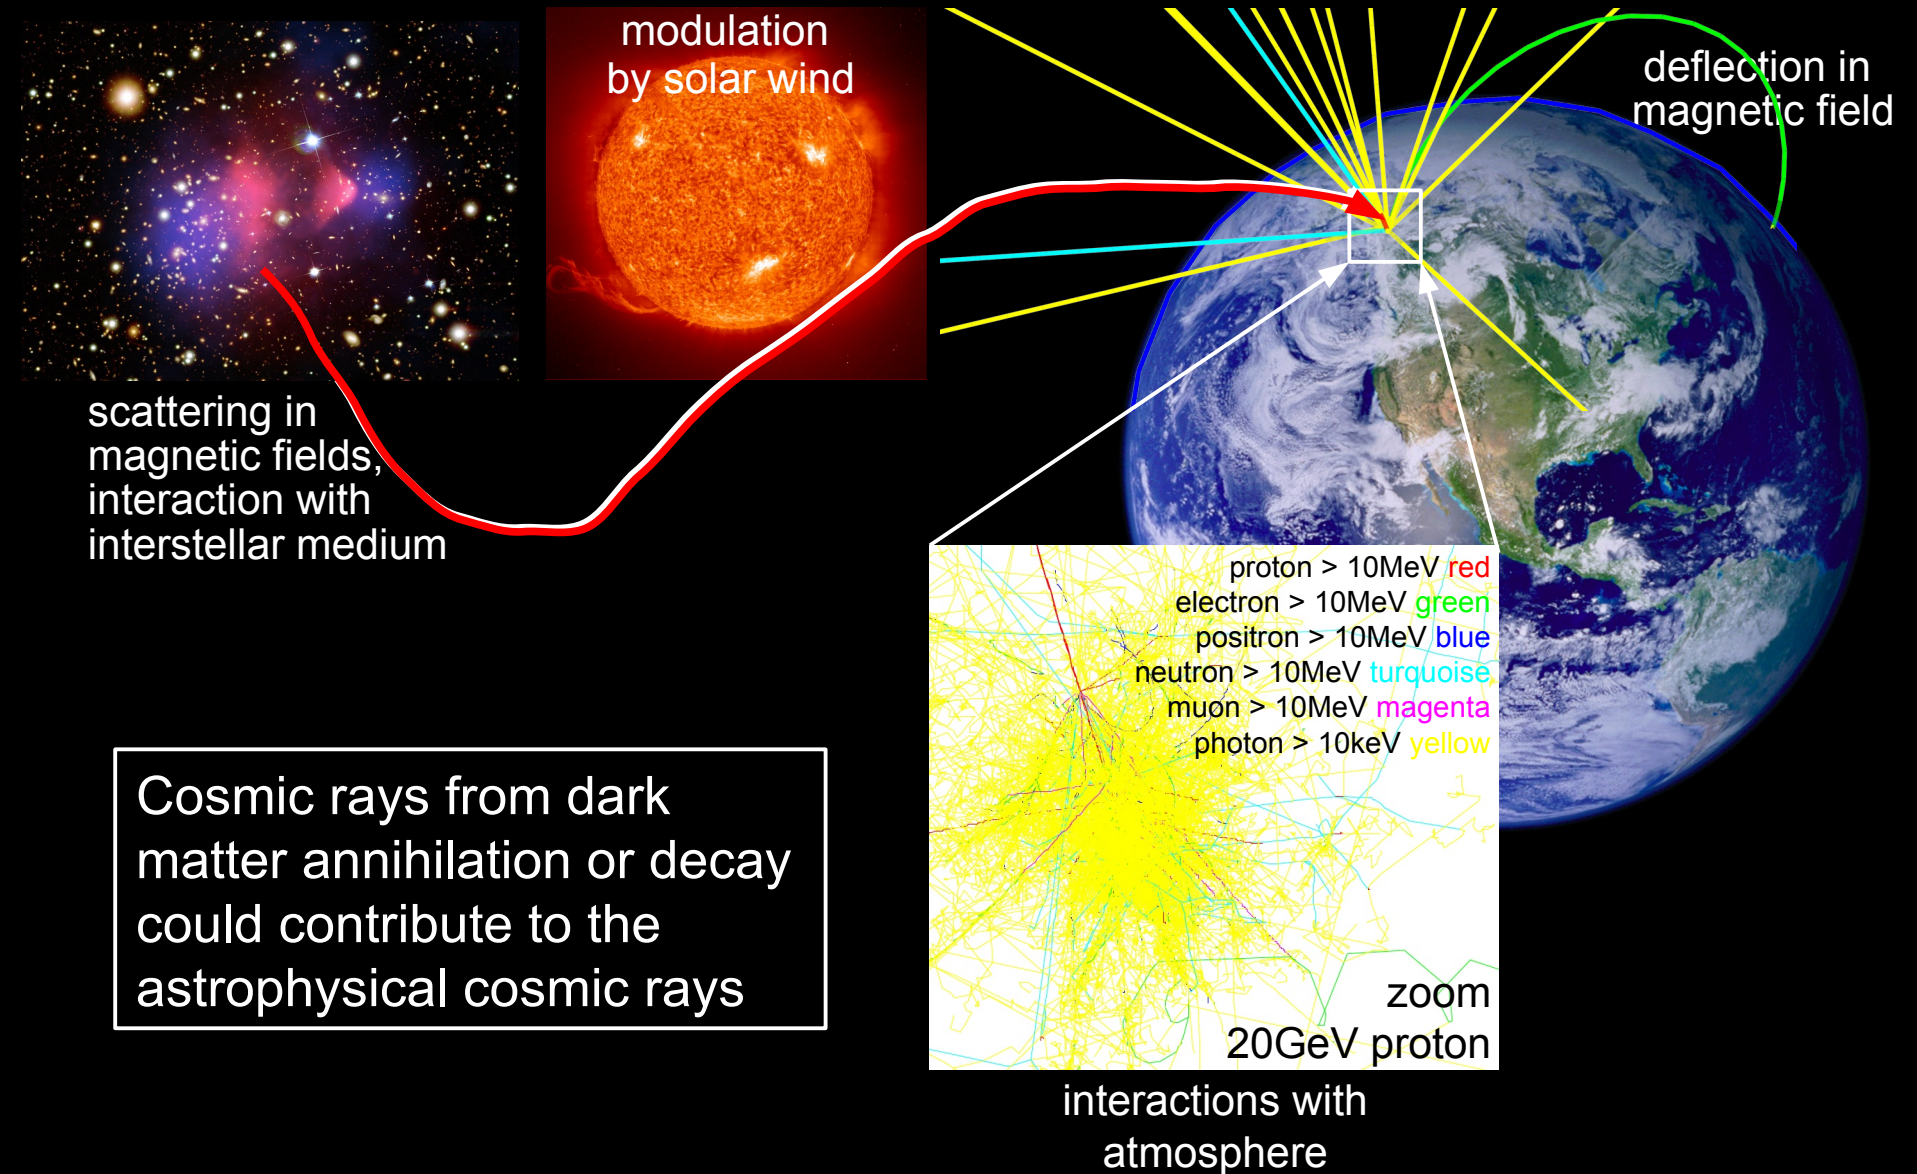 modulation
by solar wind
deflection in
magnetic field
scattering in
magnetic fields,
interaction with
interstellar medium
proton > 10MeV red
electron > 10MeV green
positron > 10MeV blue
neutron > 10MeV turquoise
muon > 10MeV magenta
photon > 10keV yellow
zoom
20GeV proton
interactions with
atmosphere
Cosmic rays from dark
matter annihilation or decay
could contribute to the
astrophysical cosmic rays